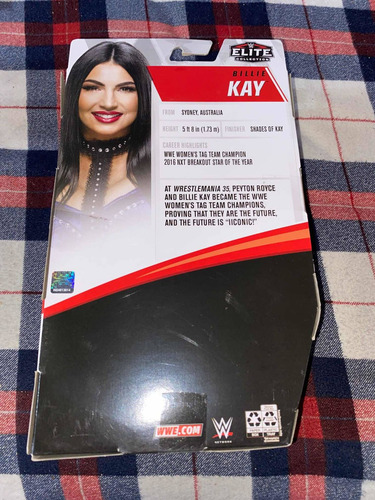 WWE
ELITE
COLLECTION
BILLIE
KAY
FROM SYDNEY, AUSTRALIA
HEIGHT 5 ft 8 in (1.73 m) FINISHER SHADES OF KAY
CAREER HIGHLIGHTS
WWE WOMEN'S TAG TEAM CHAMPION
2016 NXT BREAKOUT STAR OF THE YEAR
AT WRESTLEMANIA 35, PEYTON ROYCE
AND BILLIE KAY BECAME THE WWE
WOMEN'S TAG TEAM CHAMPIONS,
PROVING THAT THEY ARE THE FUTURE,
AND THE FUTURE IS "IICONIC!"
WWE.COM
W
NETWORK